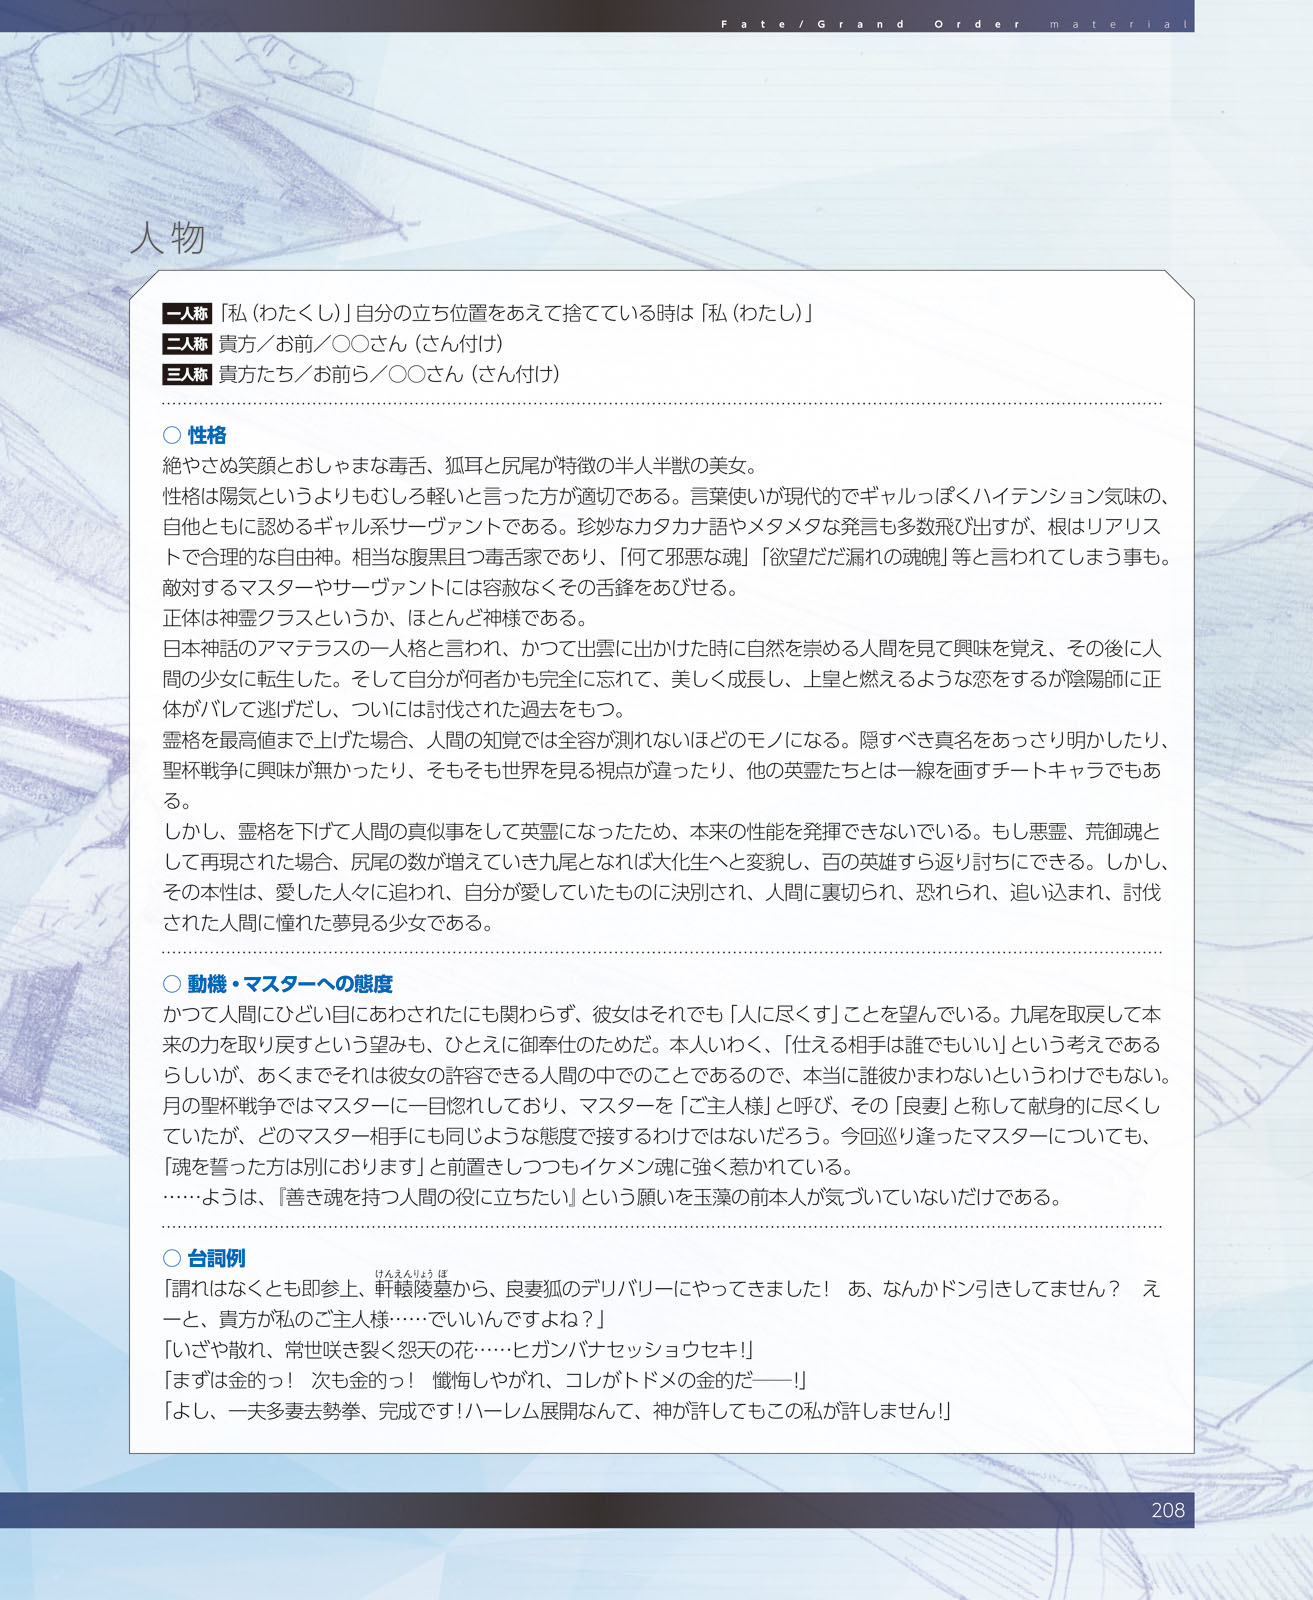 Fate/Grand Order material
人物
一人称 「私（わたくし）」自分の立ち位置をあえて捨てている時は「私（わたし）」
二人称 貴方／お前／○○さん（さん付け）
三人称 貴方たち／お前ら／○○さん（さん付け）
○ 性格
絶やさぬ笑顔とおしゃまな毒舌、狐耳と尻尾が特徴の半人半獣の美女。
性格は陽気というよりもむしろ軽いと言った方が適切である。言葉使いが現代的でギャルっぽくハイテンション気味の、
自他ともに認めるギャル系サーヴァントである。珍妙なカタカナ語やメタメタな発言も多数飛び出すが、根はリアリス
トで合理的な自由神。相当な腹黒且つ毒舌家であり、「何て邪悪な魂」「欲望だだ漏れの魂魄」等と言われてしまう事も。
敵対するマスターやサーヴァントには容赦なくその舌鋒をあびせる。
正体は神霊クラスというか、ほとんど神様である。
日本神話のアマテラスの一人格と言われ、かつて出雲に出かけた時に自然を崇める人間を見て興味を覚え、その後に人
間の少女に転生した。そして自分が何者かも完全に忘れて、美しく成長し、上皇と燃えるような恋をするが陰陽師に正
体がバレて逃げだし、ついには討伐された過去をもつ。
霊格を最高値まで上げた場合、人間の知覚では全容が測れないほどのモノになる。隠すべき真名をあっさり明かしたり、
聖杯戦争に興味が無かったり、そもそも世界を見る視点が違ったり、他の英霊たちとは一線を画すチートキャラでもあ
る。
しかし、霊格を下げて人間の真似事をして英霊になったため、本来の性能を発揮できないでいる。もし悪霊、荒御魂と
して再現された場合、尻尾の数が増えていき九尾となれば大化生へと変貌し、百の英雄すら返り討ちにできる。しかし、
その本性は、愛した人々に追われ、自分が愛していたものに決別され、人間に裏切られ、恐れられ、追い込まれ、討伐
された人間に憧れた夢見る少女である。
○ 動機・マスターへの態度
かつて人間にひどい目にあわされたにも関わらず、彼女はそれでも「人に尽くす」ことを望んでいる。九尾を取戻して本
来の力を取り戻すという望みも、ひとえに御奉仕のためだ。本人いわく、「仕える相手は誰でもいい」という考えである
らしいが、あくまでそれは彼女の許容できる人間の中でのことであるので、本当に誰彼かまわないというわけでもない。
月の聖杯戦争ではマスターに一目惚れしており、マスターを「ご主人様」と呼び、その「良妻」と称して献身的に尽くし
ていたが、どのマスター相手にも同じような態度で接するわけではないだろう。今回巡り逢ったマスターについても、
「魂を誓った方は別におります」と前置きしつつもイケメン魂に強く惹かれている。
……ようは、『善き魂を持つ人間の役に立ちたい』という願いを玉藻の前本人が気づいていないだけである。
○ 台詞例
けんえんりょうぼ
「謂れはなくとも即参上、軒轅陵墓から、良妻狐のデリバリーにやってきました！　あ、なんかドン引きしてません？　え
ーと、貴方が私のご主人様……でいいんですよね？」
「いざや散れ、常世咲き裂く怨天の花……ヒガンバナセッショウセキ！」
「まずは金的っ！　次も金的っ！　懺悔しやがれ、コレがトドメの金的だ――！」
「よし、一夫多妻去勢拳、完成です！ハーレム展開なんて、神が許してもこの私が許しません！」
208